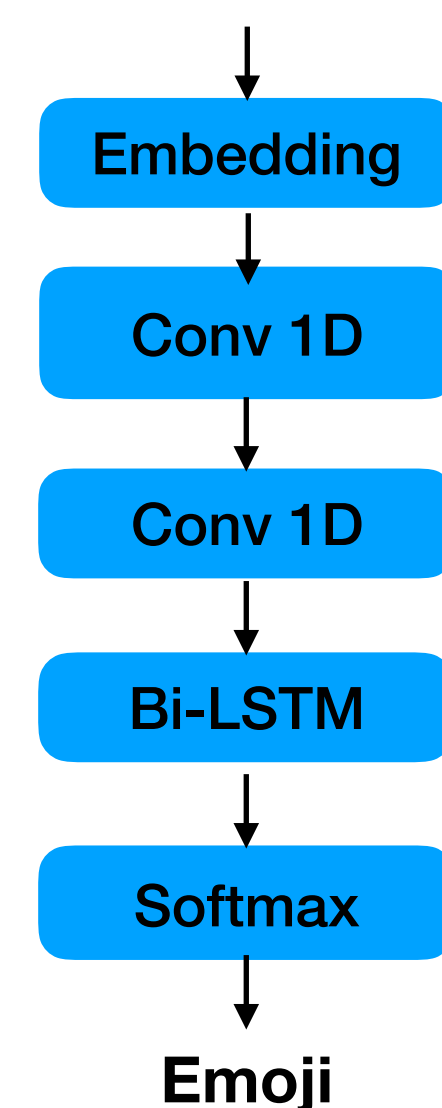 Embedding
Conv 1D
Conv 1D
Bi-LSTM
Softmax
Emoji